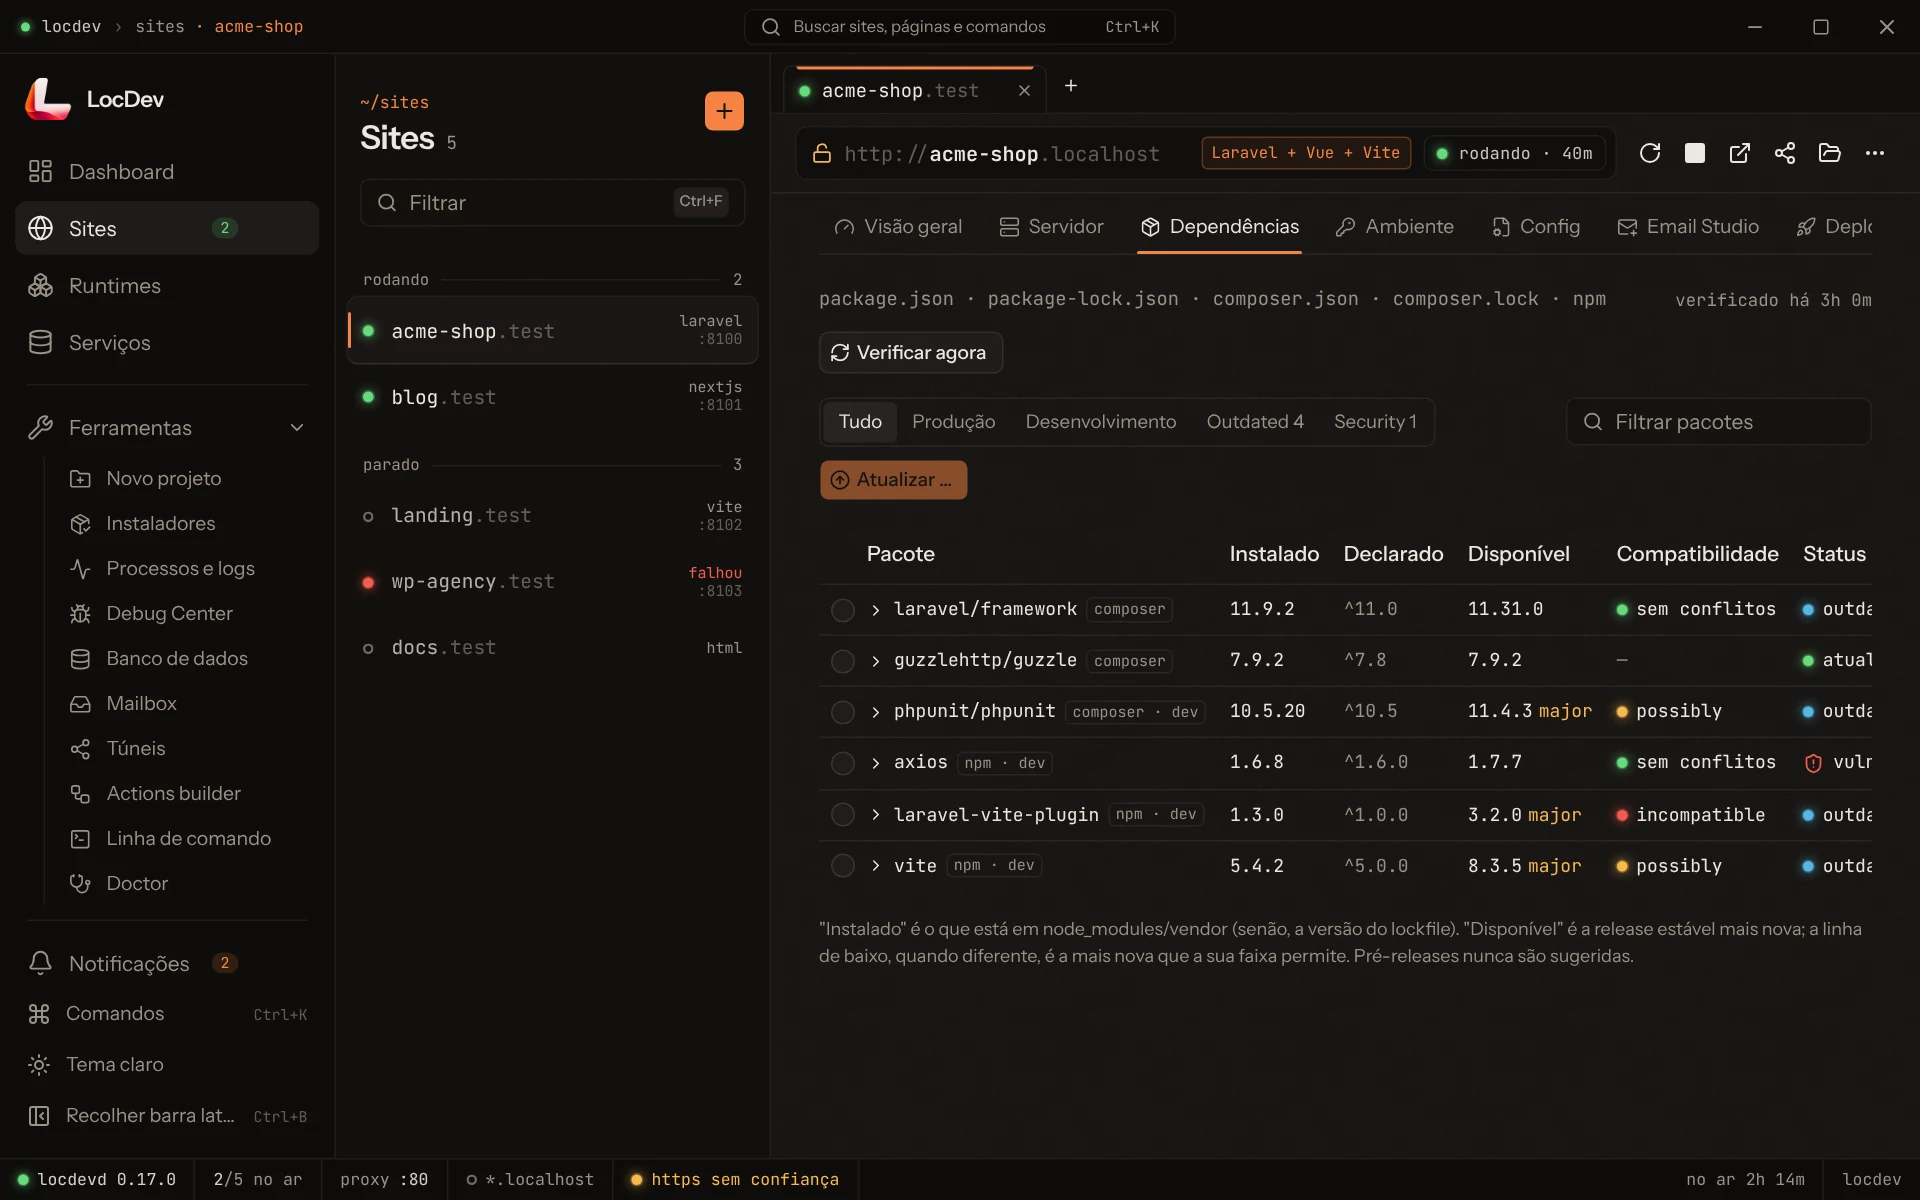 locdev › sites · acme-shop
Buscar sites, páginas e comandos Ctrl+K
LocDev
Dashboard
Sites 2
Runtimes
Serviços
Ferramentas
Novo projeto
Instaladores
Processos e logs
Debug Center
Banco de dados
Mailbox
Túneis
Actions builder
Linha de comando
Doctor
Notificações 2
Comandos Ctrl+K
Tema claro
Recolher barra lat... Ctrl+B
~/sites
Sites 5
Filtrar Ctrl+F
rodando 2
acme-shop.test laravel :8100
blog.test nextjs :8101
parado 3
landing.test vite :8102
wp-agency.test falhou :8103
docs.test html
acme-shop.test
http://acme-shop.localhost Laravel + Vue + Vite rodando · 40m
Visão geral Servidor Dependências Ambiente Config Email Studio Deplo
package.json · package-lock.json · composer.json · composer.lock · npm verificado há 3h 0m
Verificar agora
Tudo Produção Desenvolvimento Outdated 4 Security 1 Filtrar pacotes
Atualizar ...
Pacote Instalado Declarado Disponível Compatibilidade Status
laravel/framework composer 11.9.2 ^11.0 11.31.0 sem conflitos outda
guzzlehttp/guzzle composer 7.9.2 ^7.8 7.9.2 — atual
phpunit/phpunit composer · dev 10.5.20 ^10.5 11.4.3 major possibly outda
axios npm · dev 1.6.8 ^1.6.0 1.7.7 sem conflitos vuln
laravel-vite-plugin npm · dev 1.3.0 ^1.0.0 3.2.0 major incompatible outda
vite npm · dev 5.4.2 ^5.0.0 8.3.5 major possibly outda
"Instalado" é o que está em node_modules/vendor (senão, a versão do lockfile). "Disponível" é a release estável mais nova; a linha
de baixo, quando diferente, é a mais nova que a sua faixa permite. Pré-releases nunca são sugeridas.
locdevd 0.17.0 2/5 no ar proxy :80 *.localhost https sem confiança no ar 2h 14m locdev